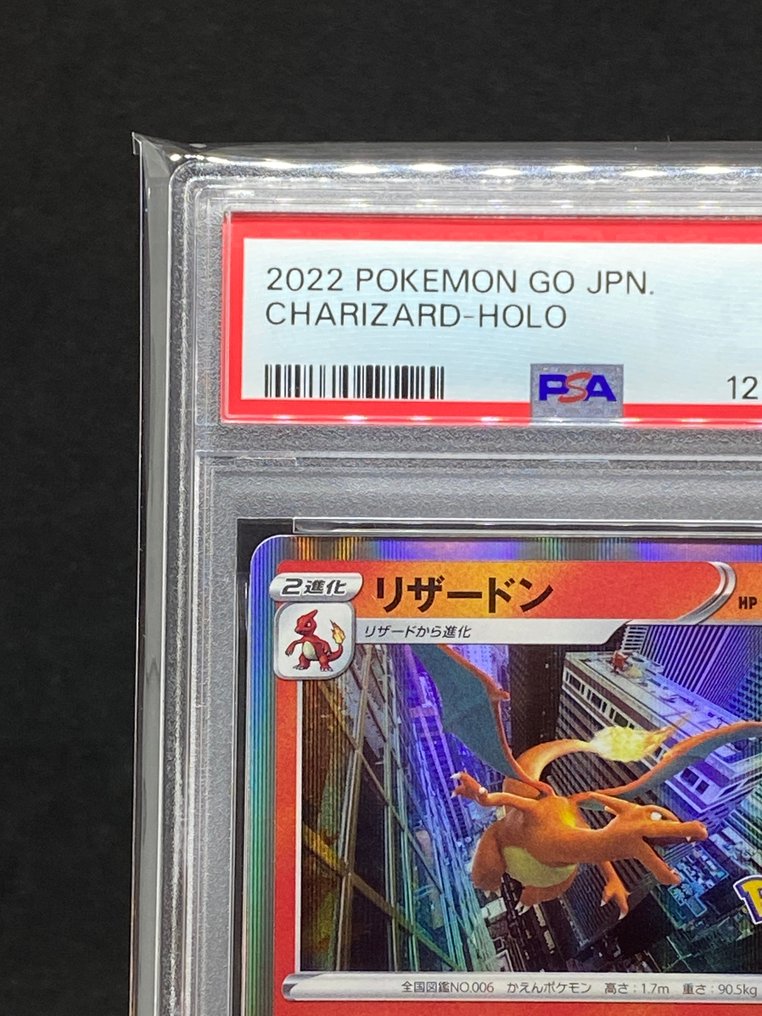 2022 POKEMON GO JPN.
CHARIZARD-HOLO
PSA
12
2進化
リザードン
HP
リザードから進化
全国図鑑NO.006 かえんポケモン 高さ:1.7m 重さ:90.5kg